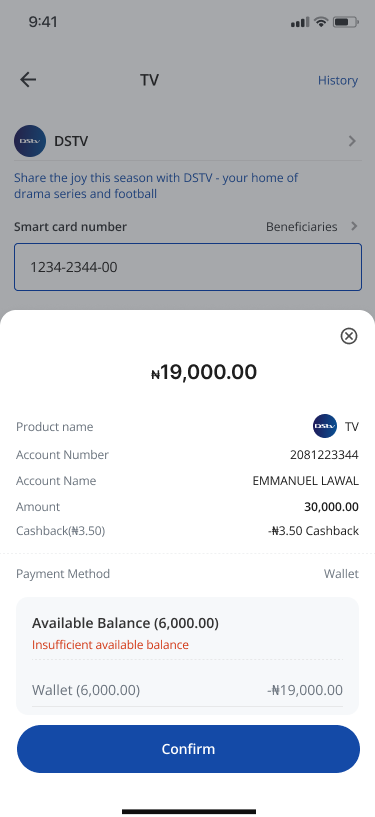 9:41
TV
History
DStv
DSTV
Share the joy this season with DSTV - your home of
drama series and football
Smart card number
Beneficiaries
1234-2344-00
₦19,000.00
Product name
DStv
TV
Account Number
2081223344
Account Name
EMMANUEL LAWAL
Amount
30,000.00
Cashback(₦3.50)
-₦3.50 Cashback
Payment Method
Wallet
Available Balance (6,000.00)
Insufficient available balance
Wallet (6,000.00)
-₦19,000.00
Confirm